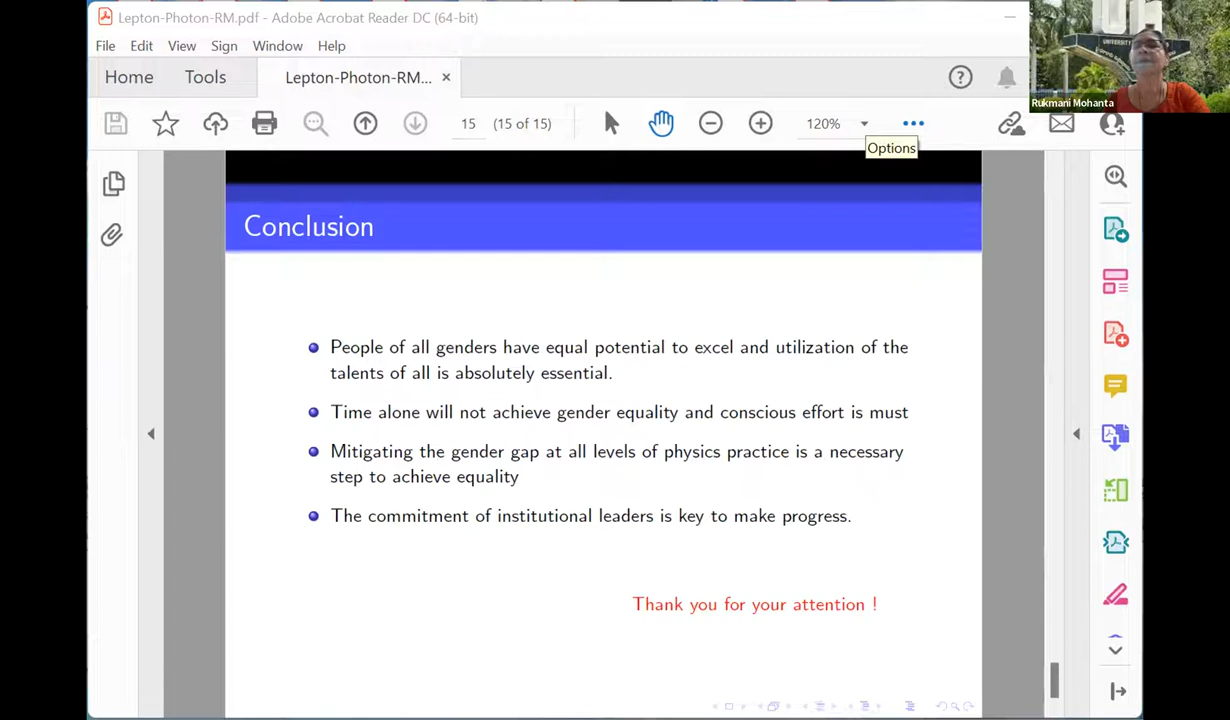 Lepton-Photon-RM.pdf - Adobe Acrobat Reader DC (64-bit)
File Edit View Sign Window Help
Home Tools Lepton-Photon-RM... ×
15 (15 of 15) 120%
Options
UNIVERSITY
Rukmani Mohanta
Conclusion
People of all genders have equal potential to excel and utilization of the
talents of all is absolutely essential.
Time alone will not achieve gender equality and conscious effort is must
Mitigating the gender gap at all levels of physics practice is a necessary
step to achieve equality
The commitment of institutional leaders is key to make progress.
Thank you for your attention !